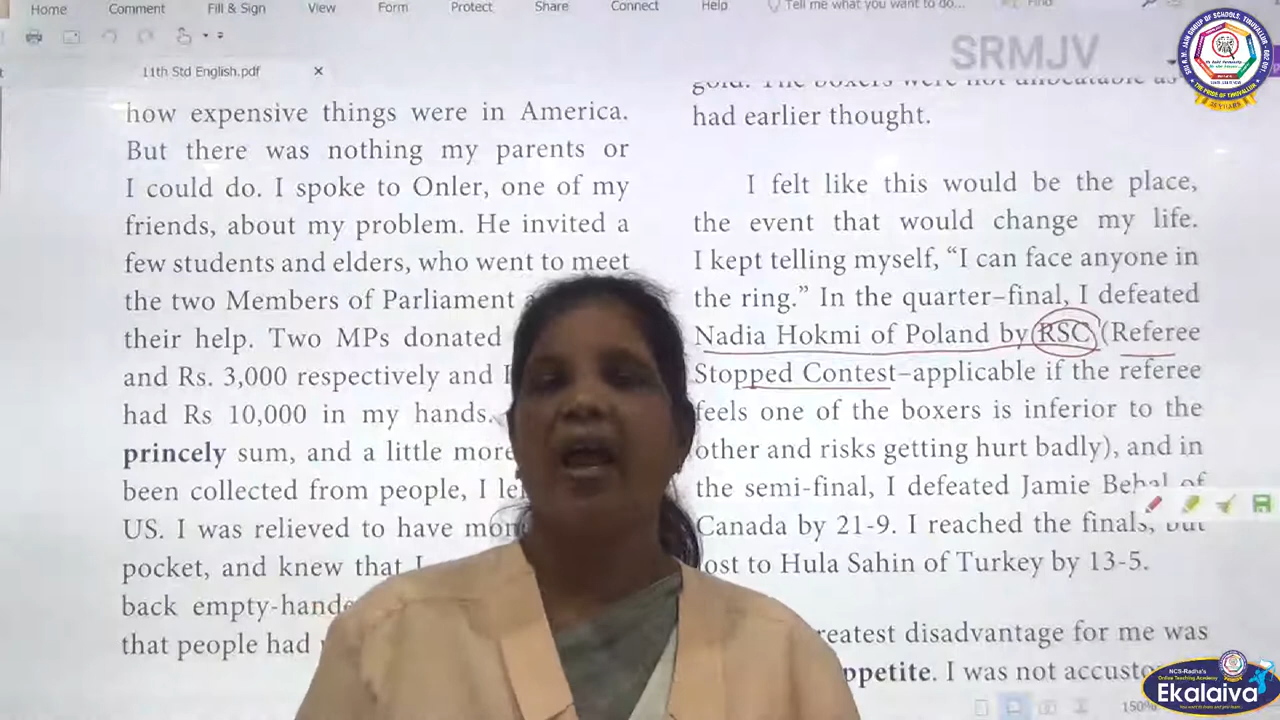 Home Comment Fill & Sign View Form Protect Share Connect Help Tell me what you want to do... Find
SRMJV
11th Std English.pdf ×
how expensive things were in America.
But there was nothing my parents or
I could do. I spoke to Onler, one of my
friends, about my problem. He invited a
few students and elders, who went to meet
the two Members of Parliament
their help. Two MPs donated
and Rs. 3,000 respectively and
had Rs 10,000 in my hands.
princely sum, and a little more
been collected from people, I
US. I was relieved to have
pocket, and knew that I
back
that people had
had earlier thought.
I felt like this would be the place,
the event that would change my life.
I kept telling myself, “I can face anyone in
the ring.” In the quarter–final, I defeated
Nadia Hokmi of Poland by RSC (Referee
Stopped Contest–applicable if the referee
feels one of the boxers is inferior to the
other and risks getting hurt badly), and in
the semi-final, I defeated Jamie Behal of
Canada by 21-9. I reached the finals, but
lost to Hula Sahin of Turkey by 13-5.
disadvantage for me was
I was not
150%
NCS-Radha's
Online Teaching Academy
Ekalaiva